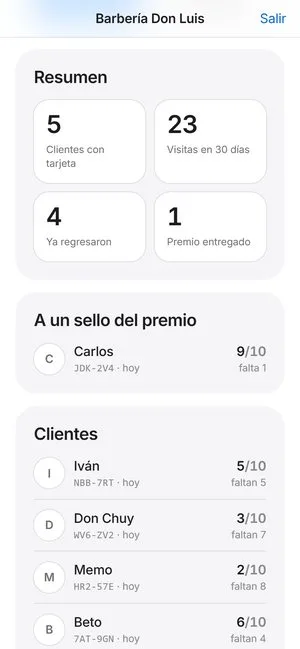 Barbería Don Luis
Salir
Resumen
5
Clientes con
tarjeta
23
Visitas en 30 días
4
Ya regresaron
1
Premio entregado
A un sello del premio
C
Carlos
9/10
JDK-2V4 · hoy
falta 1
Clientes
I
Iván
5/10
NBB-7RT · hoy
faltan 5
D
Don Chuy
3/10
WV6-ZV2 · hoy
faltan 7
M
Memo
2/10
HR2-57E · hoy
faltan 8
B
Beto
6/10
7AT-9GN · hoy
faltan 4